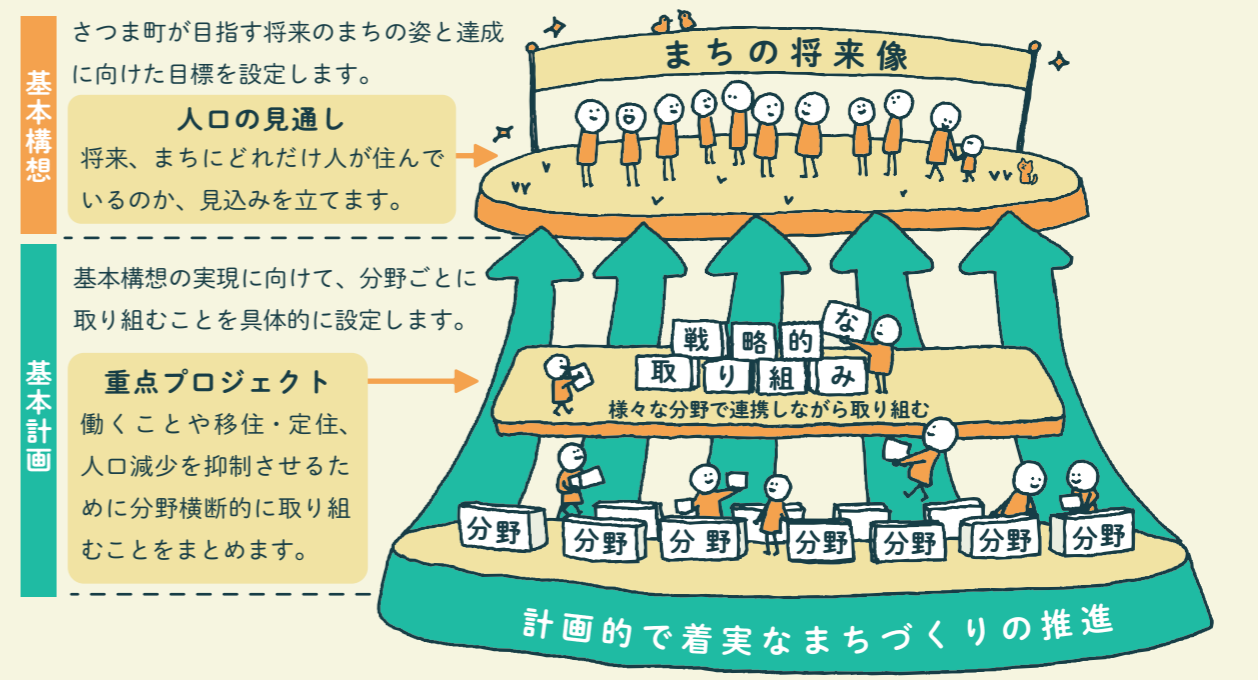 基本構想
さつま町が目指す将来のまちの姿と達成
に向けた目標を設定します。
人口の見通し
将来、まちにどれだけ人が住んで
いるのか、見込みを立てます。
まちの将来像
基本計画
基本構想の実現に向けて、分野ごとに
取り組むことを具体的に設定します。
重点プロジェクト
働くことや移住・定住、
人口減少を抑制させるた
めに分野横断的に取り組
むことをまとめます。
戦略的な
取り組み
様々な分野で連携しながら取り組む
分野 分野 分野 分野 分野 分野 分野
計画的で着実なまちづくりの推進